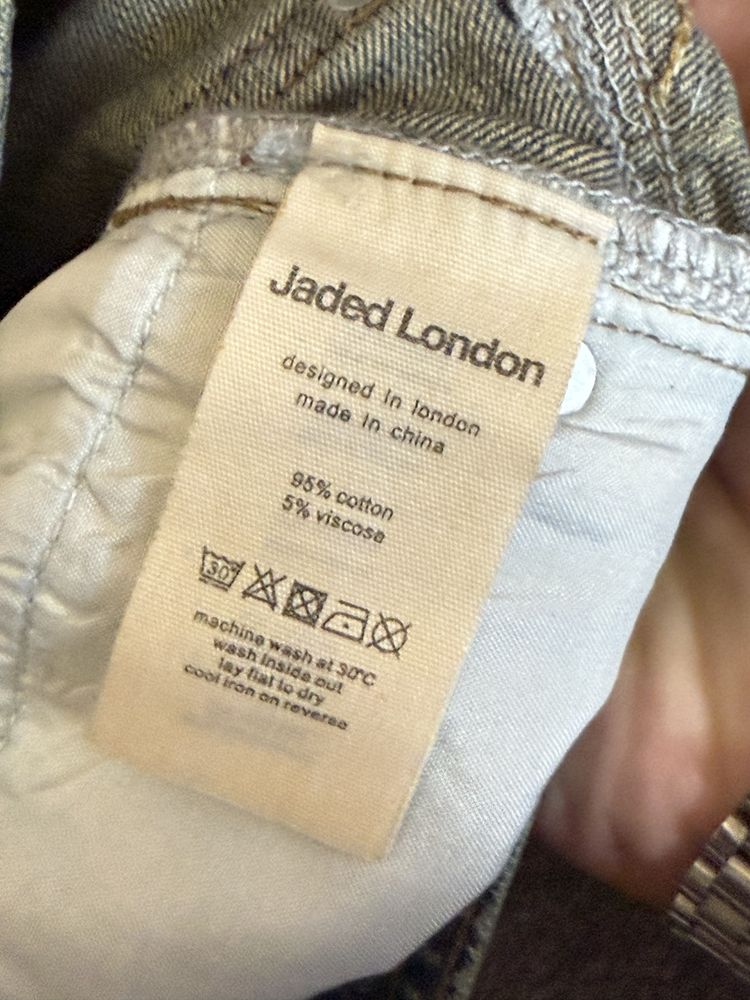 Jaded London
designed in london
made in china
95% cotton
5% viscose
30°
machine wash at 30°C
wash inside out
lay flat to dry
cool iron on reverse